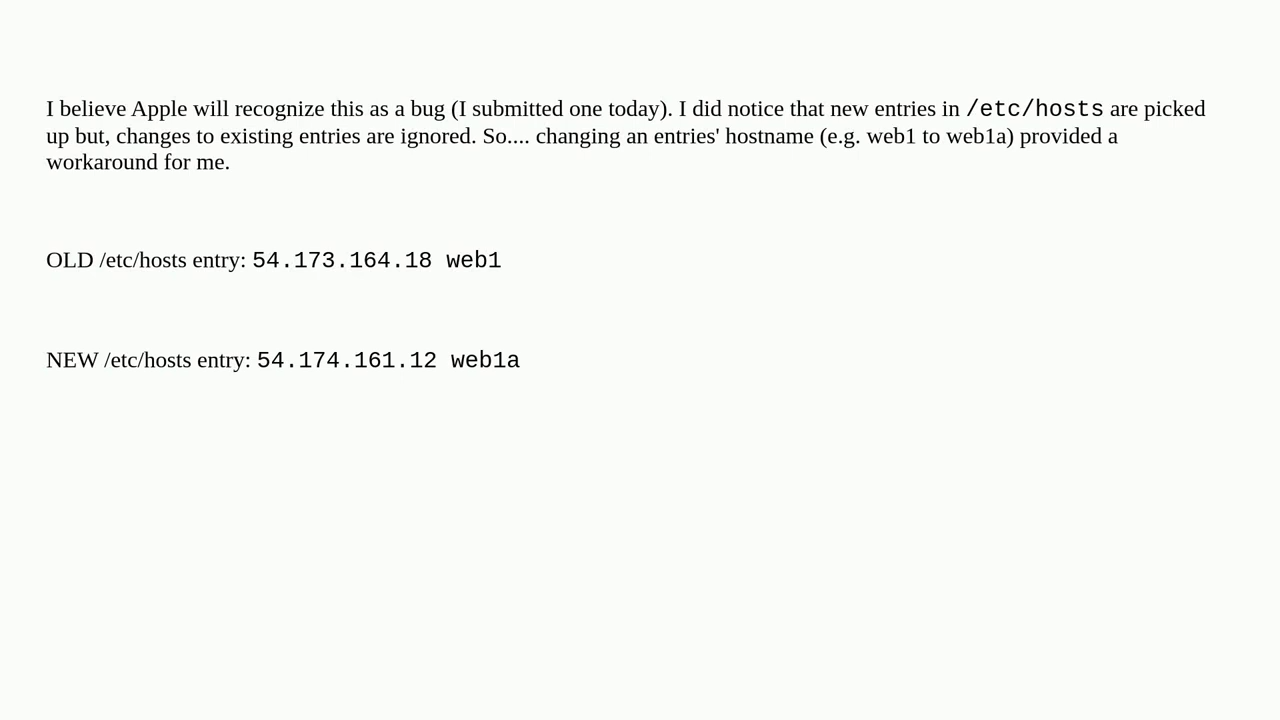 I believe Apple will recognize this as a bug (I submitted one today). I did notice that new entries in /etc/hosts are picked
up but, changes to existing entries are ignored. So.... changing an entries' hostname (e.g. web1 to web1a) provided a
workaround for me.
OLD /etc/hosts entry: 54.173.164.18 web1
NEW /etc/hosts entry: 54.174.161.12 web1a